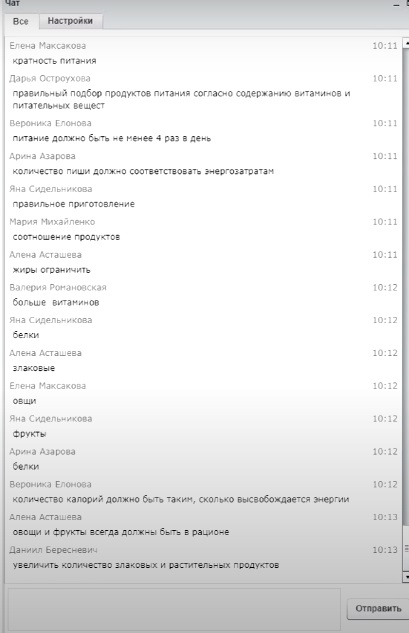 Чат
Все Настройки
Елена Максакова 10:11
кратность питания
Дарья Остроухова 10:11
правильный подбор продуктов питания согласно содержанию витаминов и
питательных вещест
Вероника Елонова 10:11
питание должно быть не менее 4 раз в день
Арина Азарова 10:11
количество пиши должно соответствовать энергозатратам
Яна Сидельникова 10:11
правильное приготовление
Мария Михайленко 10:11
соотношение продуктов
Алена Асташева 10:11
жиры ограничить
Валерия Романовская 10:12
больше витаминов
Яна Сидельникова 10:12
белки
Алена Асташева 10:12
злаковые
Елена Максакова 10:12
овщи
Яна Сидельникова 10:12
фрукты
Арина Азарова 10:12
белки
Вероника Елонова 10:12
количество калорий должно быть таким, сколько высвобождается энергии
Алена Асташева 10:13
овощи и фрукты всегда должны быть в рационе
Даниил Бересневич 10:13
увеличить количество злаковых и растительных продуктов
Отправить